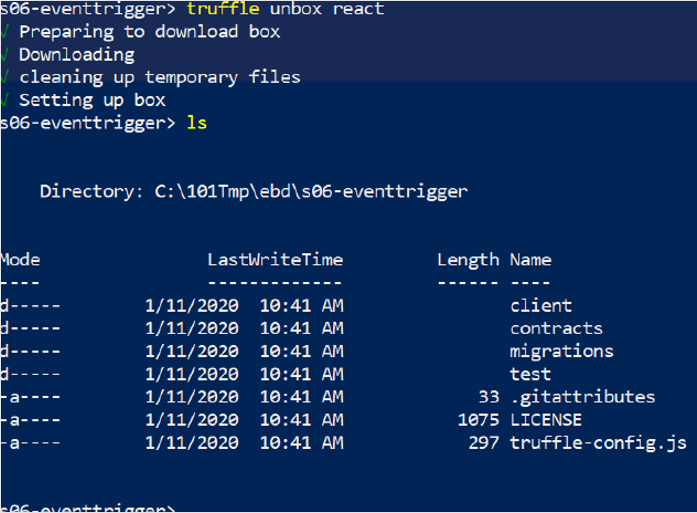 s06-eventtrigger> truffle unbox react
√ Preparing to download box
√ Downloading
√ cleaning up temporary files
√ Setting up box
s06-eventtrigger> ls
Directory: C:\101Tmp\ebd\s06-eventtrigger
Mode LastWriteTime Length Name
---- ------------- ------ ----
d----- 1/11/2020 10:41 AM client
d----- 1/11/2020 10:41 AM contracts
d----- 1/11/2020 10:41 AM migrations
d----- 1/11/2020 10:41 AM test
-a---- 1/11/2020 10:41 AM 33 .gitattributes
-a---- 1/11/2020 10:41 AM 1075 LICENSE
-a---- 1/11/2020 10:41 AM 297 truffle-config.js
s06-eventtrigger>